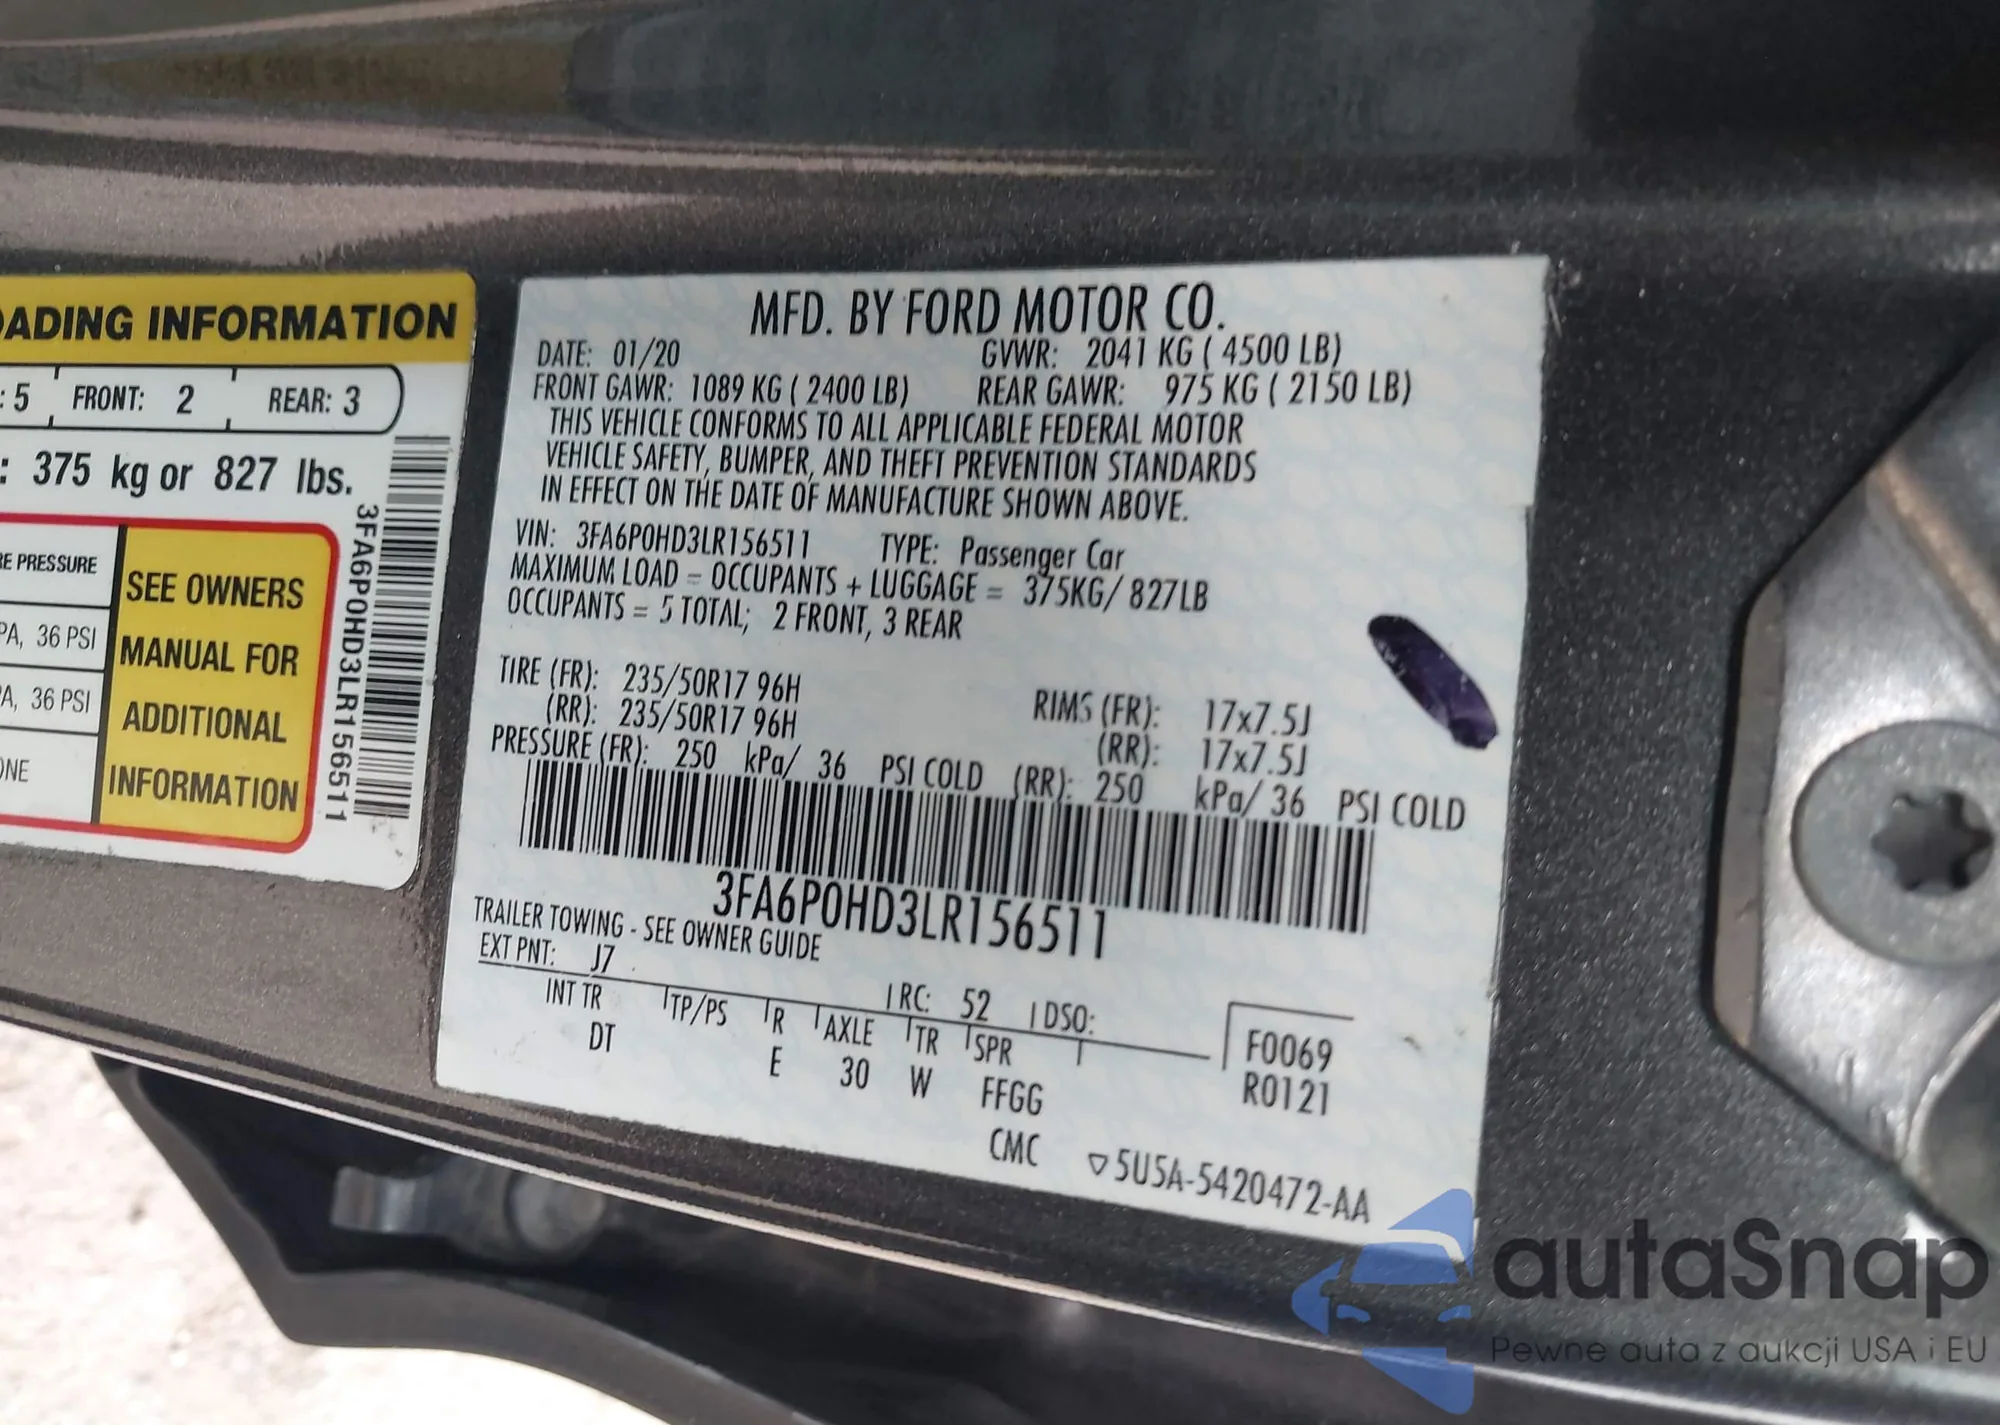 OADING INFORMATION
: 5 FRONT: 2 REAR: 3
: 375 kg or 827 lbs.
RE PRESSURE
PA, 36 PSI
PA, 36 PSI
ONE
SEE OWNERS
MANUAL FOR
ADDITIONAL
INFORMATION
3FA6P0HD3LR156511
MFD. BY FORD MOTOR CO.
DATE: 01/20 GVWR: 2041 KG ( 4500 LB)
FRONT GAWR: 1089 KG ( 2400 LB) REAR GAWR: 975 KG ( 2150 LB)
THIS VEHICLE CONFORMS TO ALL APPLICABLE FEDERAL MOTOR
VEHICLE SAFETY, BUMPER, AND THEFT PREVENTION STANDARDS
IN EFFECT ON THE DATE OF MANUFACTURE SHOWN ABOVE.
VIN: 3FA6P0HD3LR156511 TYPE: Passenger Car
MAXIMUM LOAD = OCCUPANTS + LUGGAGE = 375KG/ 827LB
OCCUPANTS = 5 TOTAL; 2 FRONT, 3 REAR
TIRE (FR): 235/50R17 96H RIMS (FR): 17x7.5J
(RR): 235/50R17 96H (RR): 17x7.5J
PRESSURE (FR): 250 kPa/ 36 PSI COLD (RR): 250 kPa/ 36 PSI COLD
3FA6P0HD3LR156511
TRAILER TOWING - SEE OWNER GUIDE
EXT PNT: J7 RC: 52 DSO:
INT TR TP/PS R AXLE TR SPR F0069
DT E 30 W FFGG R0121
CMC ▽5U5A-5420472-AA
autaSnap
Pewne auta z aukcji USA i EU